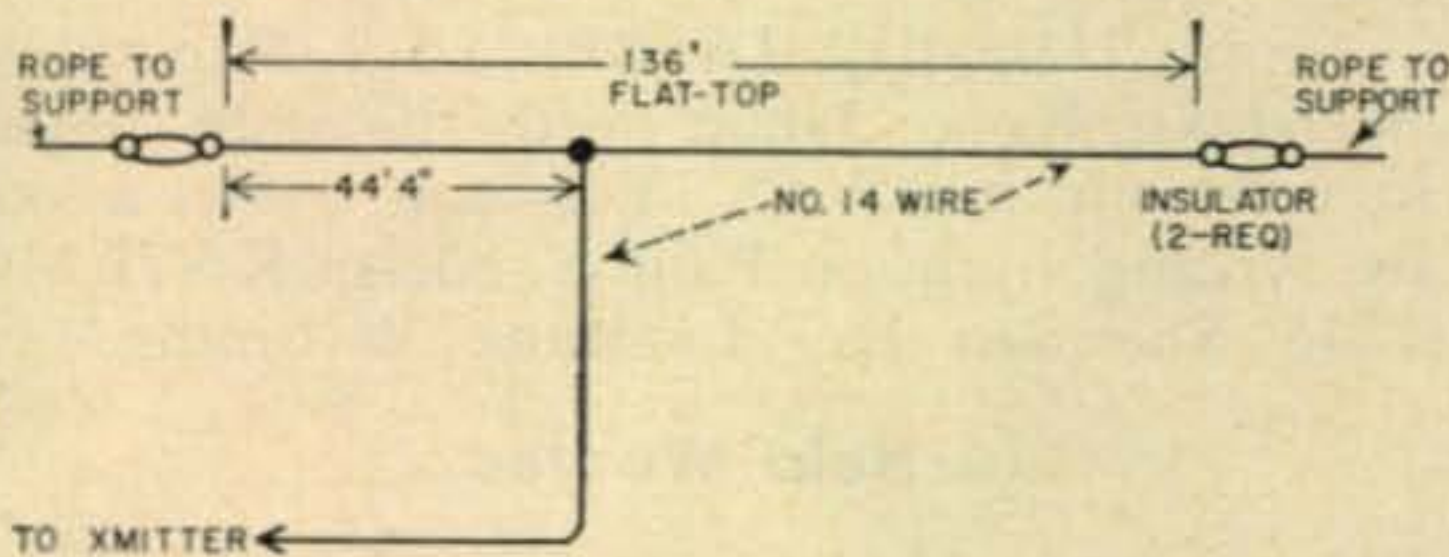 136'
FLAT-TOP
ROPE TO
SUPPORT
ROPE TO
SUPPORT
44'4"
NO. 14 WIRE
INSULATOR
(2-REQ)
TO XMITTER